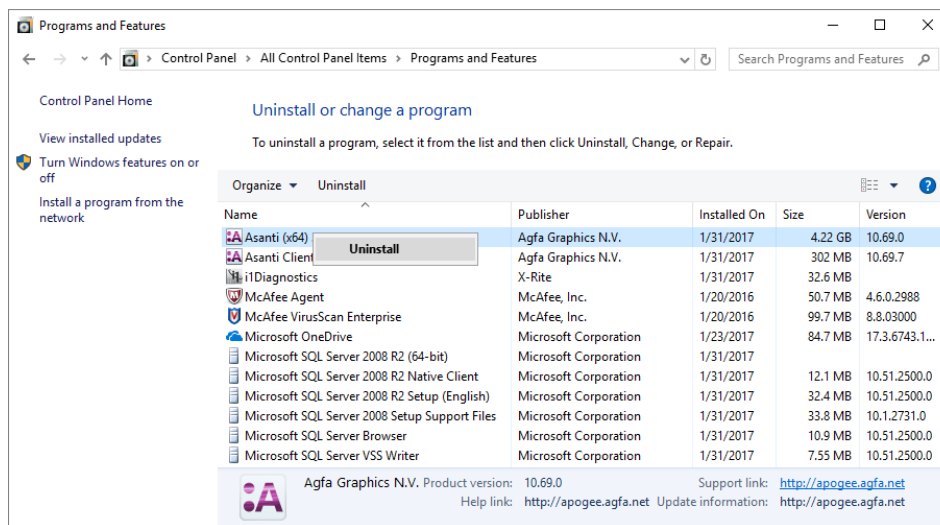 Programs and Features
Control Panel > All Control Panel Items > Programs and Features
Search Programs and Features
Control Panel Home
View installed updates
Turn Windows features on or
off
Install a program from the
network
Uninstall or change a program
To uninstall a program, select it from the list and then click Uninstall, Change, or Repair.
Organize Uninstall
Name Publisher Installed On Size Version
Asanti (x64) Agfa Graphics N.V. 1/31/2017 4.22 GB 10.69.0
Uninstall
Asanti Client Agfa Graphics N.V. 1/31/2017 302 MB 10.69.7
i1Diagnostics X-Rite 1/31/2017 32.6 MB
McAfee Agent McAfee, Inc. 1/20/2016 50.7 MB 4.6.0.2988
McAfee VirusScan Enterprise McAfee, Inc. 1/20/2016 99.7 MB 8.8.03000
Microsoft OneDrive Microsoft Corporation 1/23/2017 84.7 MB 17.3.6743.1...
Microsoft SQL Server 2008 R2 (64-bit) Microsoft Corporation 1/31/2017
Microsoft SQL Server 2008 R2 Native Client Microsoft Corporation 1/31/2017 12.1 MB 10.51.2500.0
Microsoft SQL Server 2008 R2 Setup (English) Microsoft Corporation 1/31/2017 32.4 MB 10.51.2500.0
Microsoft SQL Server 2008 Setup Support Files Microsoft Corporation 1/31/2017 33.8 MB 10.1.2731.0
Microsoft SQL Server Browser Microsoft Corporation 1/31/2017 10.9 MB 10.51.2500.0
Microsoft SQL Server VSS Writer Microsoft Corporation 1/31/2017 7.55 MB 10.51.2500.0
:A Agfa Graphics N.V. Product version: 10.69.0 Support link: http://apogee.agfa.net
Help link: http://apogee.agfa.net Update information: http://apogee.agfa.net